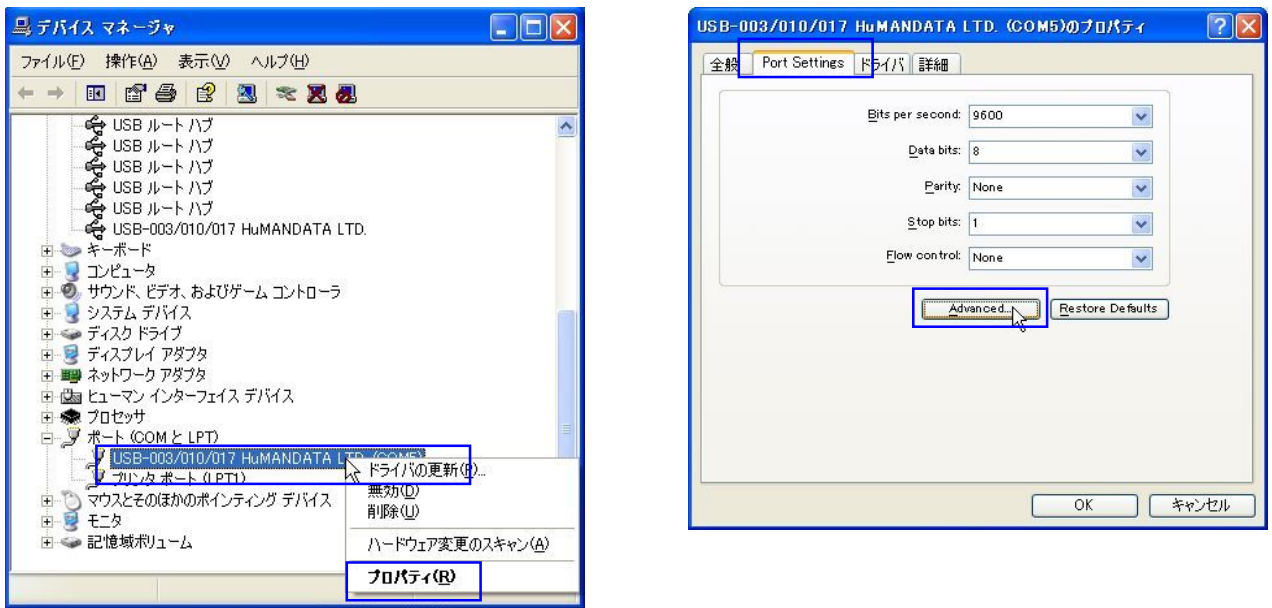 デバイス マネージャ
ファイル(F) 操作(A) 表示(V) ヘルプ(H)
USB ルート ハブ
USB ルート ハブ
USB ルート ハブ
USB ルート ハブ
USB ルート ハブ
USB-003/010/017 HuMANDATA LTD.
キーボード
コンピュータ
サウンド、ビデオ、およびゲーム コントローラ
システム デバイス
ディスク ドライブ
ディスプレイ アダプタ
ネットワーク アダプタ
ヒューマン インターフェイス デバイス
プロセッサ
ポート (COM と LPT)
USB-003/010/017 HuMANDATA LTD. (COM5)
プリンタ ポート (LPT1)
マウスとそのほかのポインティング デバイス
モニタ
記憶域ボリューム
ドライバの更新(P)...
無効(D)
削除(U)
ハードウェア変更のスキャン(A)
プロパティ(R)
USB-003/010/017 HuMANDATA LTD. (COM5)のプロパティ
全般 Port Settings ドライバ 詳細
Bits per second: 9600
Data bits: 8
Parity: None
Stop bits: 1
Flow control: None
Advanced... Restore Defaults
OK キャンセル